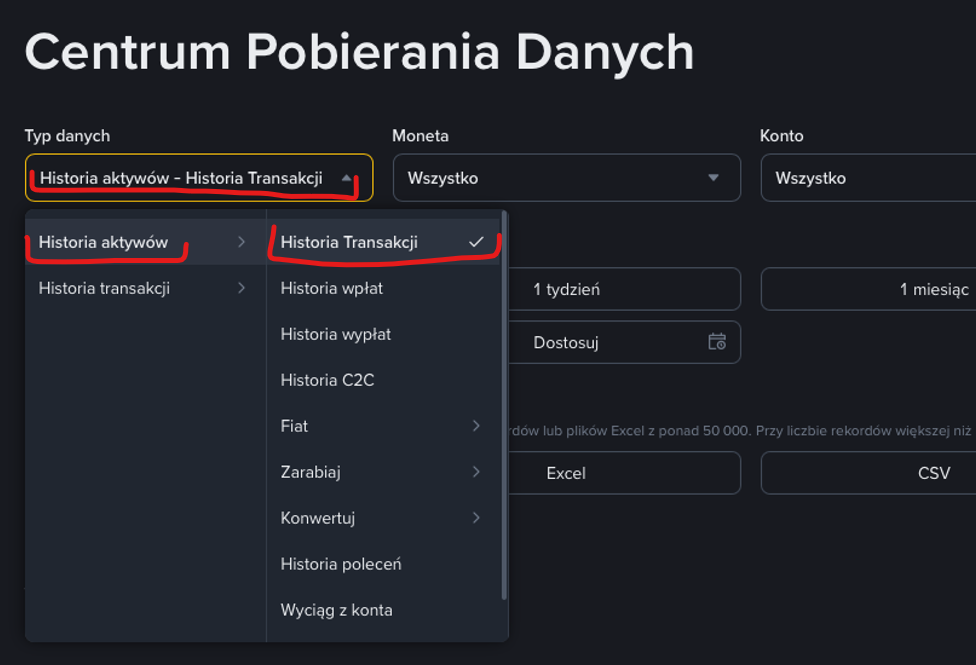 Centrum Pobierania Danych
Typ danych
Moneta
Konto
Historia aktywów - Historia Transakcji
Wszystko
Wszystko
Historia aktywów
Historia Transakcji
Historia transakcji
Historia wpłat
1 tydzień
1 miesiąc
Historia wypłat
Dostosuj
Historia C2C
Fiat
rdów lub plików Excel z ponad 50 000. Przy liczbie rekordów większej niż
Zarabiaj
Excel
CSV
Konwertuj
Historia poleceń
Wyciąg z konta